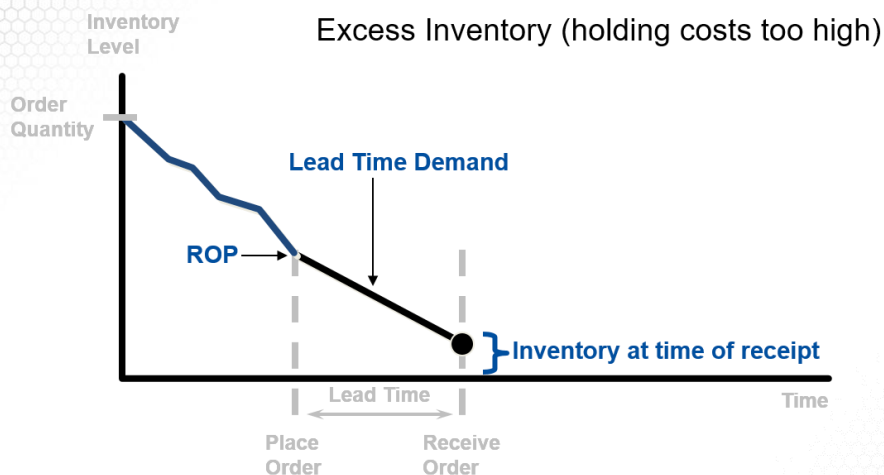 Excess Inventory (holding costs too high)
Inventory
Level
Order
Quantity
Lead Time Demand
ROP
Inventory at time of receipt
Lead Time
Time
Place
Order
Receive
Order